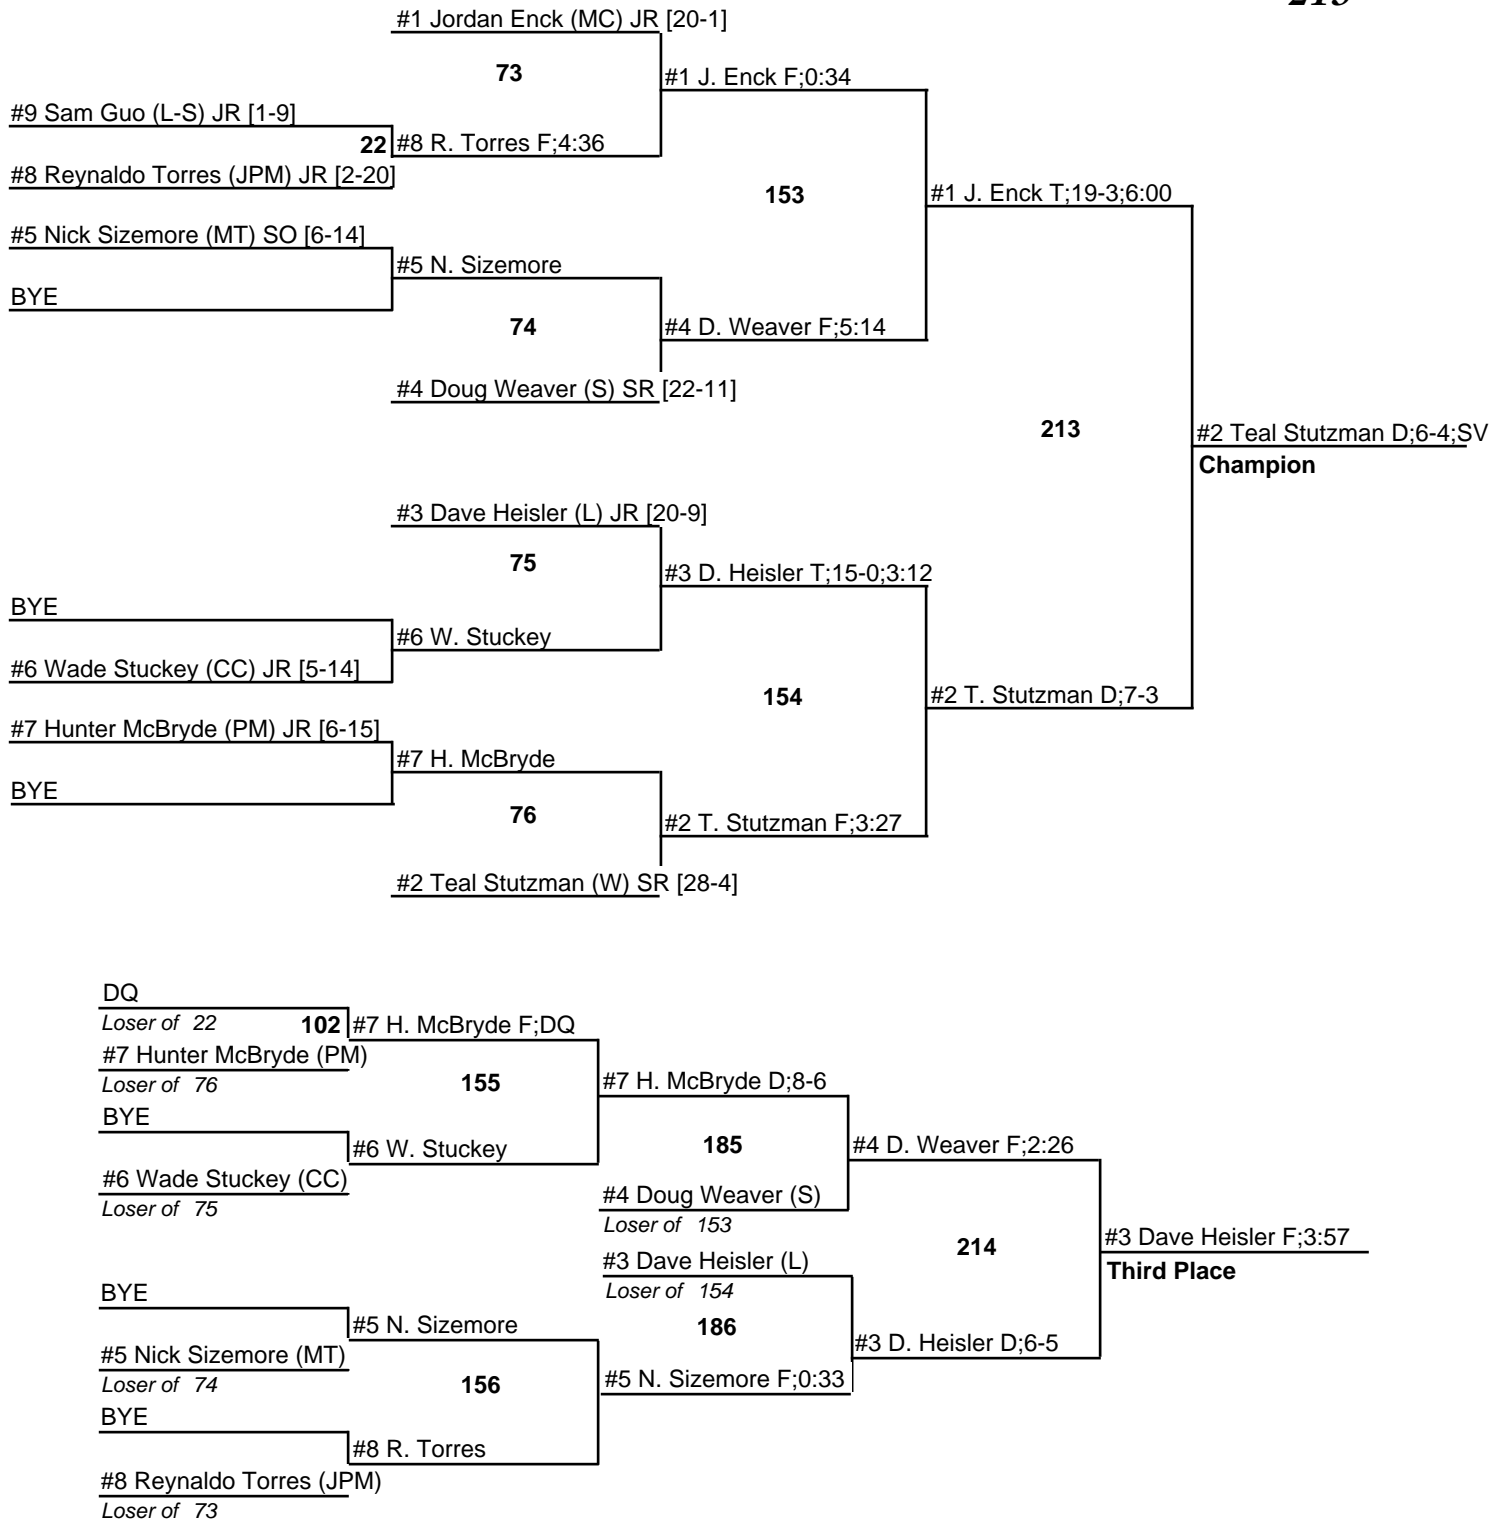 #1 Jordan Enck (MC) JR [20-1]
73
#1 J. Enck F;0:34
#9 Sam Guo (L-S) JR [1-9]
22 #8 R. Torres F;4:36
#8 Reynaldo Torres (JPM) JR [2-20]
153
#1 J. Enck T;19-3;6:00
#5 Nick Sizemore (MT) SO [6-14]
#5 N. Sizemore
BYE
74
#4 D. Weaver F;5:14
#4 Doug Weaver (S) SR [22-11]
213
#2 Teal Stutzman D;6-4;SV
Champion
#3 Dave Heisler (L) JR [20-9]
75
#3 D. Heisler T;15-0;3:12
BYE
#6 W. Stuckey
#6 Wade Stuckey (CC) JR [5-14]
154
#2 T. Stutzman D;7-3
#7 Hunter McBryde (PM) JR [6-15]
#7 H. McBryde
BYE
76
#2 T. Stutzman F;3:27
#2 Teal Stutzman (W) SR [28-4]
DQ
Loser of 22
102 #7 H. McBryde F;DQ
#7 Hunter McBryde (PM)
Loser of 76
155
#7 H. McBryde D;8-6
BYE
#6 W. Stuckey
#6 Wade Stuckey (CC)
Loser of 75
185
#4 D. Weaver F;2:26
#4 Doug Weaver (S)
Loser of 153
214
#3 Dave Heisler F;3:57
Third Place
#3 Dave Heisler (L)
Loser of 154
BYE
#5 N. Sizemore
186
#3 D. Heisler D;6-5
#5 Nick Sizemore (MT)
Loser of 74
156
#5 N. Sizemore F;0:33
BYE
#8 R. Torres
#8 Reynaldo Torres (JPM)
Loser of 73